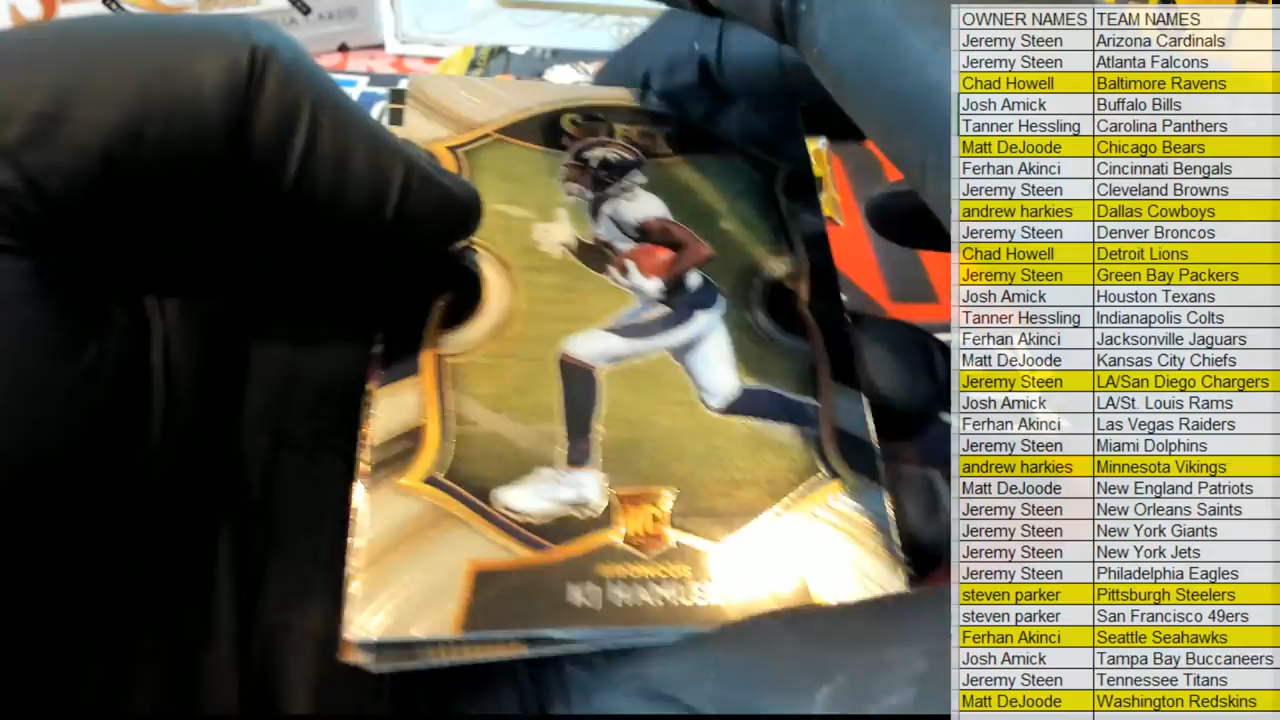 OWNER NAMES TEAM NAMES
Jeremy Steen Arizona Cardinals
Jeremy Steen Atlanta Falcons
Chad Howell Baltimore Ravens
Josh Amick Buffalo Bills
Tanner Hessling Carolina Panthers
Matt DeJoode Chicago Bears
Ferhan Akinci Cincinnati Bengals
Jeremy Steen Cleveland Browns
andrew harkies Dallas Cowboys
Jeremy Steen Denver Broncos
Chad Howell Detroit Lions
Jeremy Steen Green Bay Packers
Josh Amick Houston Texans
Tanner Hessling Indianapolis Colts
Ferhan Akinci Jacksonville Jaguars
Matt DeJoode Kansas City Chiefs
Jeremy Steen LA/San Diego Chargers
Josh Amick LA/St. Louis Rams
Ferhan Akinci Las Vegas Raiders
Jeremy Steen Miami Dolphins
andrew harkies Minnesota Vikings
Matt DeJoode New England Patriots
Jeremy Steen New Orleans Saints
Jeremy Steen New York Giants
Jeremy Steen New York Jets
Jeremy Steen Philadelphia Eagles
steven parker Pittsburgh Steelers
steven parker San Francisco 49ers
Ferhan Akinci Seattle Seahawks
Josh Amick Tampa Bay Buccaneers
Jeremy Steen Tennessee Titans
Matt DeJoode Washington Redskins
RC
BRONCOS
KJ